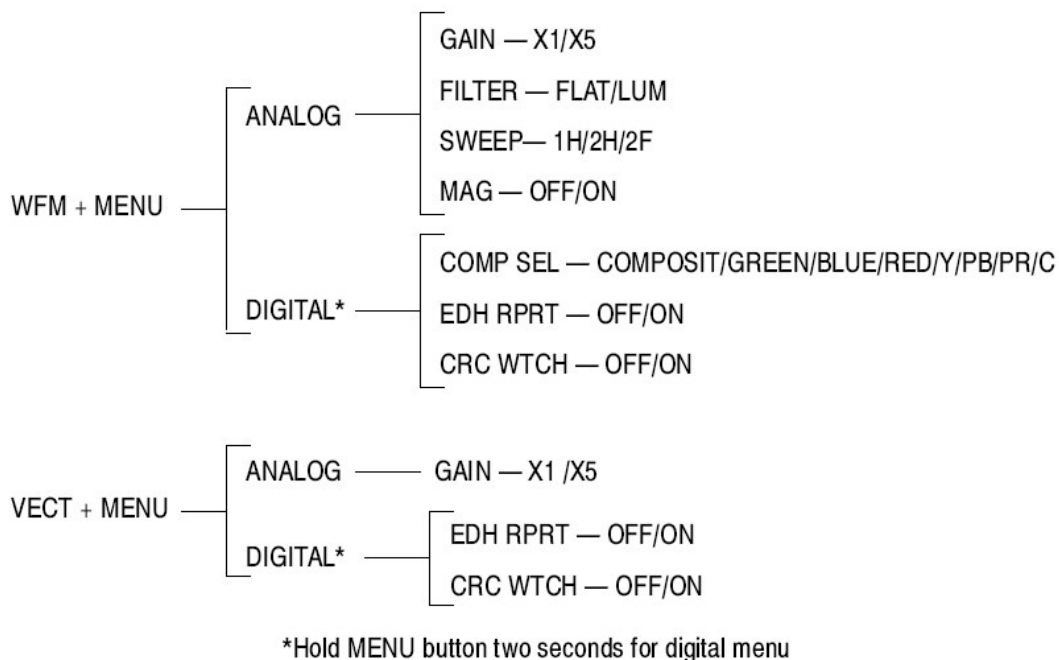 GAIN — X1/X5
FILTER — FLAT/LUM
ANALOG
SWEEP— 1H/2H/2F
MAG — OFF/ON
WFM + MENU
COMP SEL — COMPOSIT/GREEN/BLUE/RED/Y/PB/PR/C
DIGITAL*
EDH RPRT — OFF/ON
CRC WTCH — OFF/ON
ANALOG
GAIN — X1 /X5
VECT + MENU
EDH RPRT — OFF/ON
DIGITAL*
CRC WTCH — OFF/ON
*Hold MENU button two seconds for digital menu